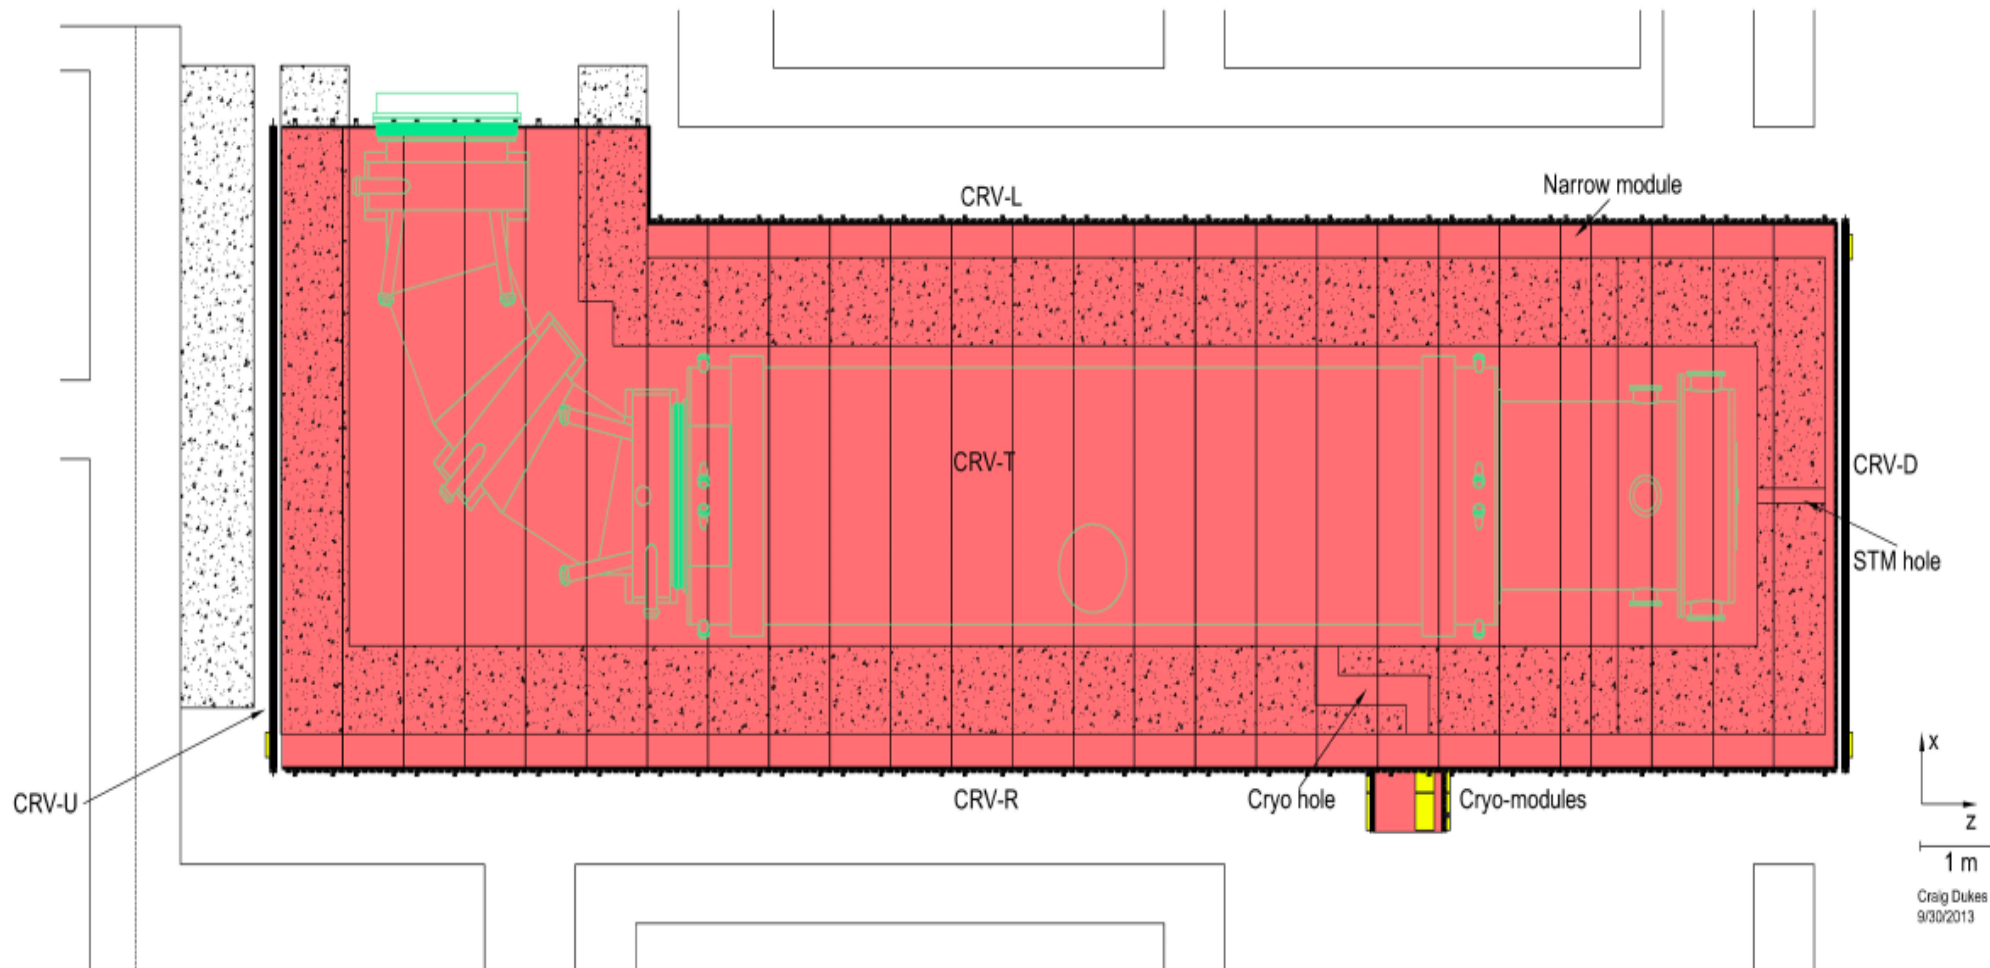 Narrow module
CRV-L
CRV-T
CRV-D
STM hole
CRV-U
CRV-R
Cryo hole
Cryo-modules
x
z
1 m
Craig Dukes
9/30/2013